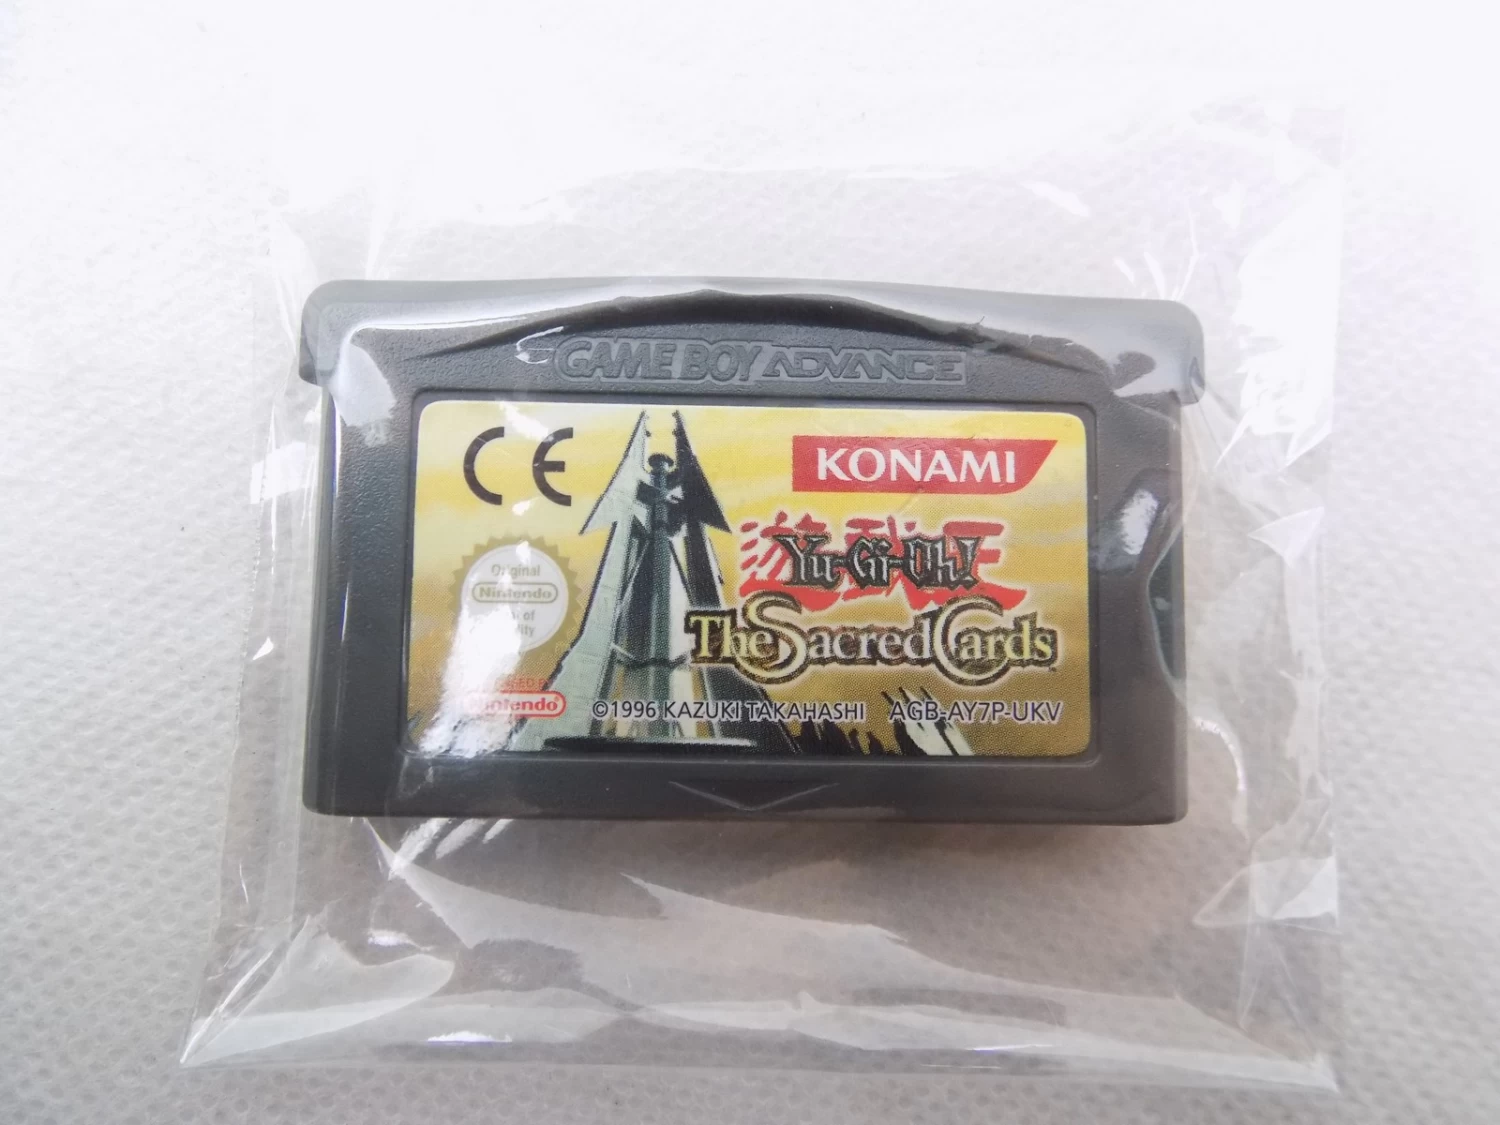 GAME BOY ADVANCE
CE
KONAMI
遊戯王
Yu-Gi-Oh!
The Sacred Cards
Original
Nintendo
of
Nintendo
©1996 KAZUKI TAKAHASHI AGB-AY7P-UKV